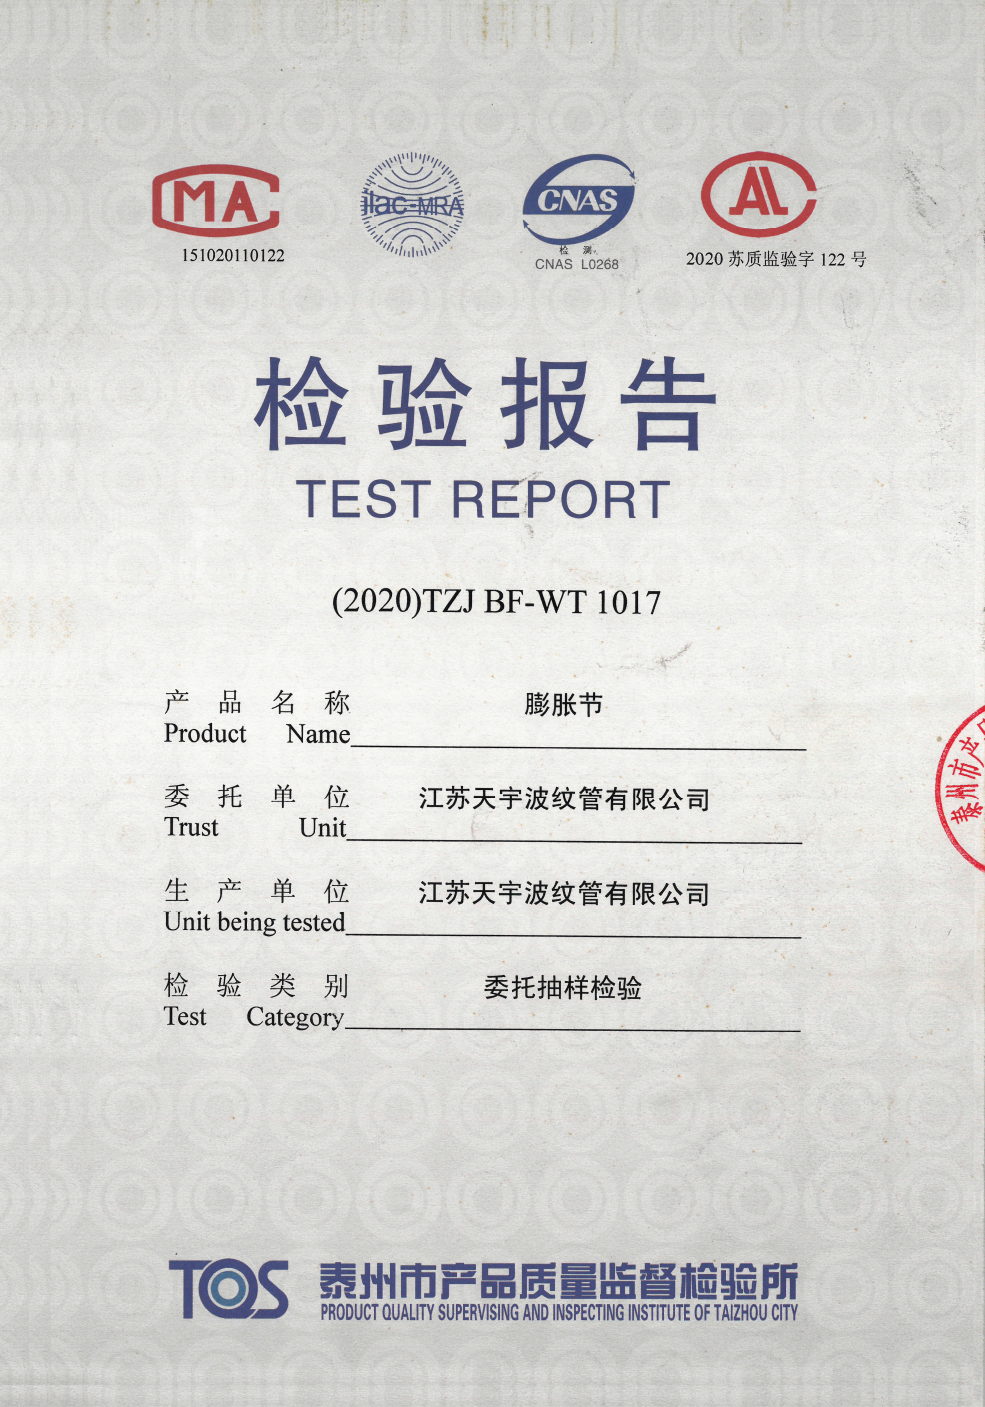 MA
ilac-MRA
CNAS
AL
151020110122
检 测
CNAS L0268
2020 苏质监验字 122 号
检验报告
TEST REPORT
(2020)TZJ BF-WT 1017
产品名称 膨胀节
Product Name
委托单位 江苏天宇波纹管有限公司
Trust Unit
生产单位 江苏天宇波纹管有限公司
Unit being tested
检验类别 委托抽样检验
Test Category
泰州市产
TQS
泰州市产品质量监督检验所
PRODUCT QUALITY SUPERVISING AND INSPECTING INSTITUTE OF TAIZHOU CITY